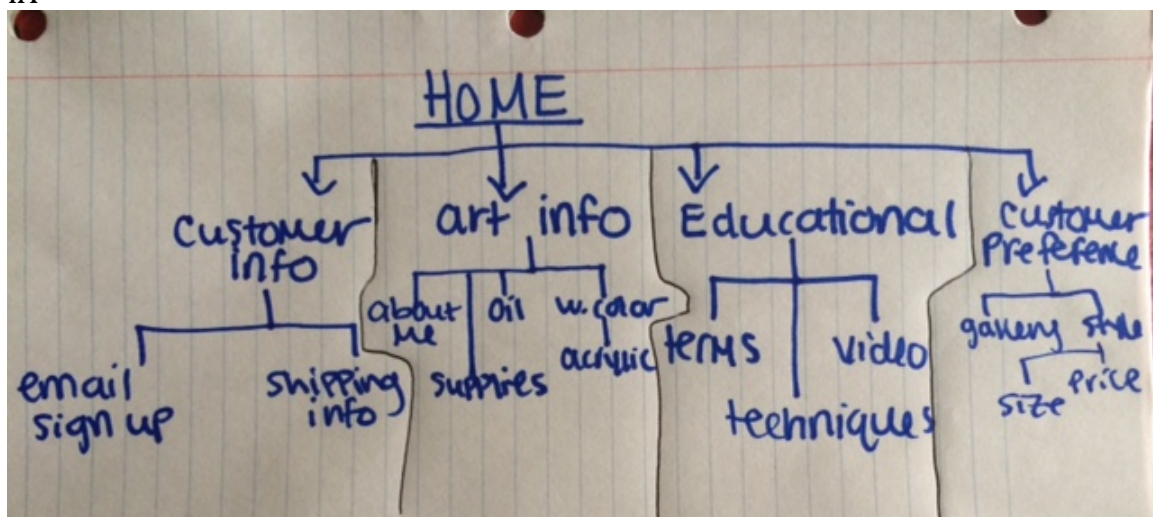 HOME
Customer
info
email
sign up
shipping
info
art info
about
me
supplies
oil
w.color
acrylic
Educational
terms
techniques
video
Customer
Preference
gallery
style
size
price